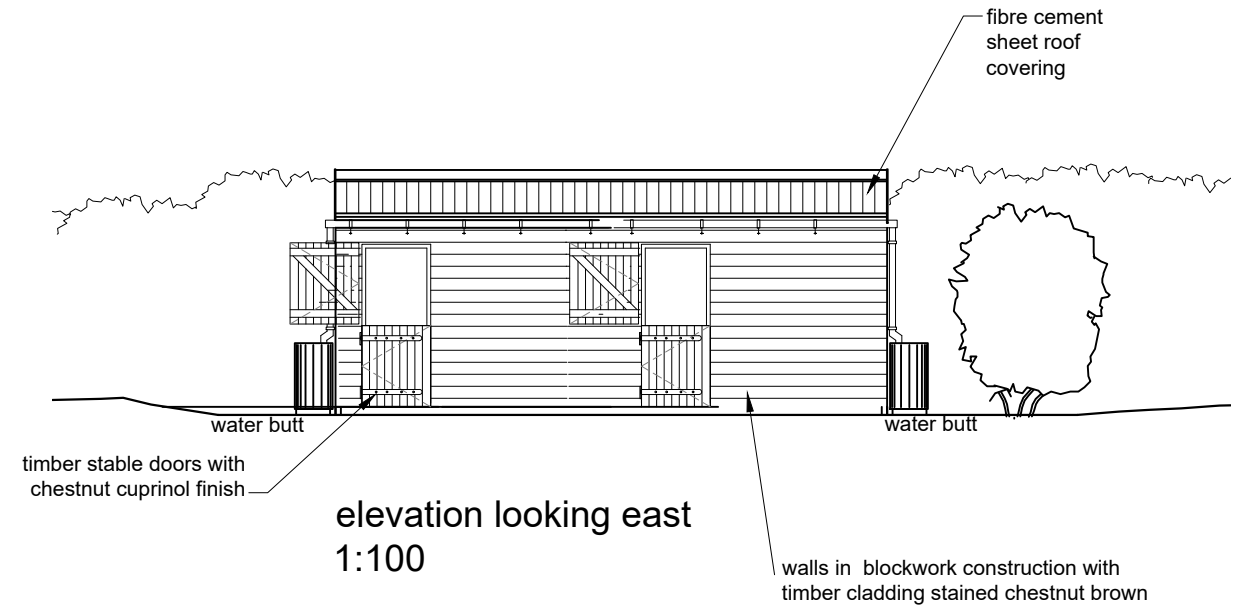 fibre cement
sheet roof
covering
water butt
water butt
timber stable doors with
chestnut cuprinol finish
elevation looking east
1:100
walls in  blockwork construction with
timber cladding stained chestnut brown